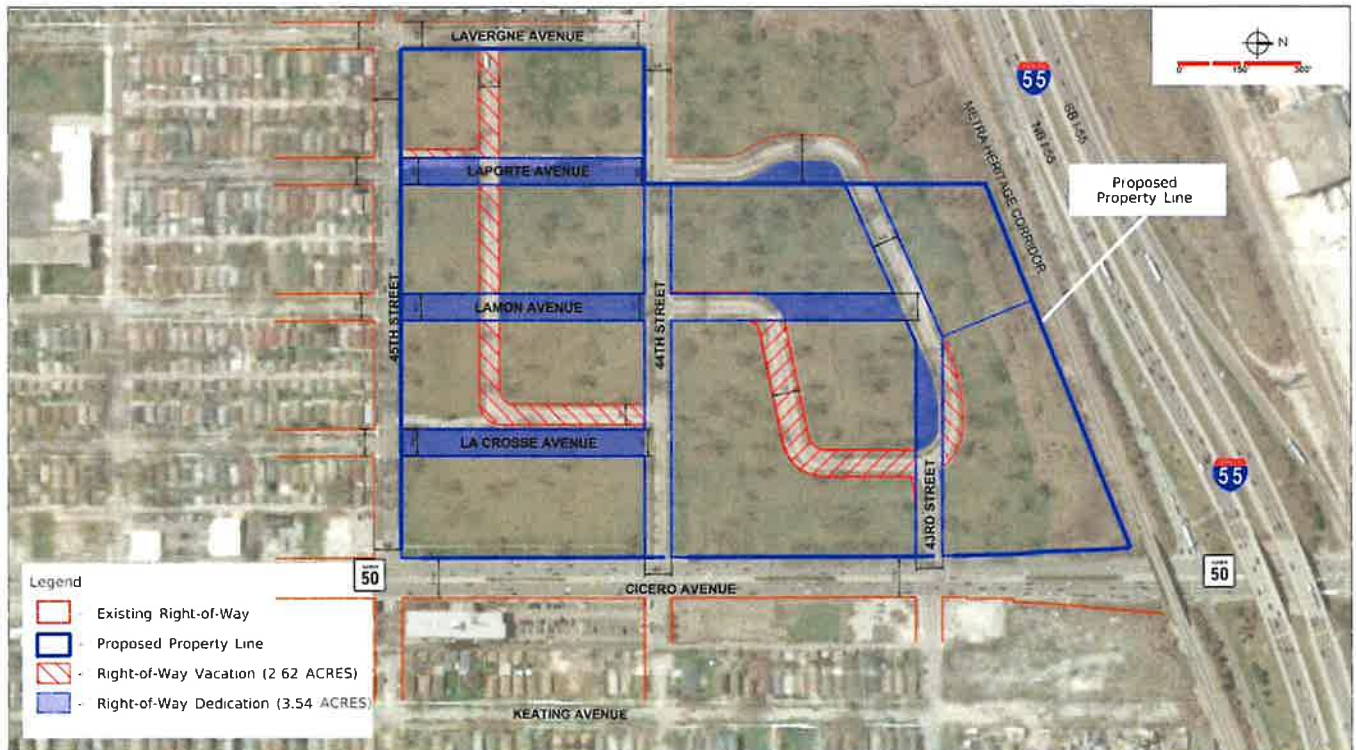 LAVERGNE AVENUE
N
0 150' 300'
55
SB I-55
NB I-55
METRA HERITAGE CORRIDOR
Proposed
Property Line
LAPORTE AVENUE
45TH STREET
LAMON AVENUE
44TH STREET
LA CROSSE AVENUE
43RD STREET
55
50
CICERO AVENUE
50
Legend
Existing Right-of-Way
Proposed Property Line
Right-of-Way Vacation (2 62 ACRES)
Right-of-Way Dedication (3.54 ACRES)
KEATING AVENUE